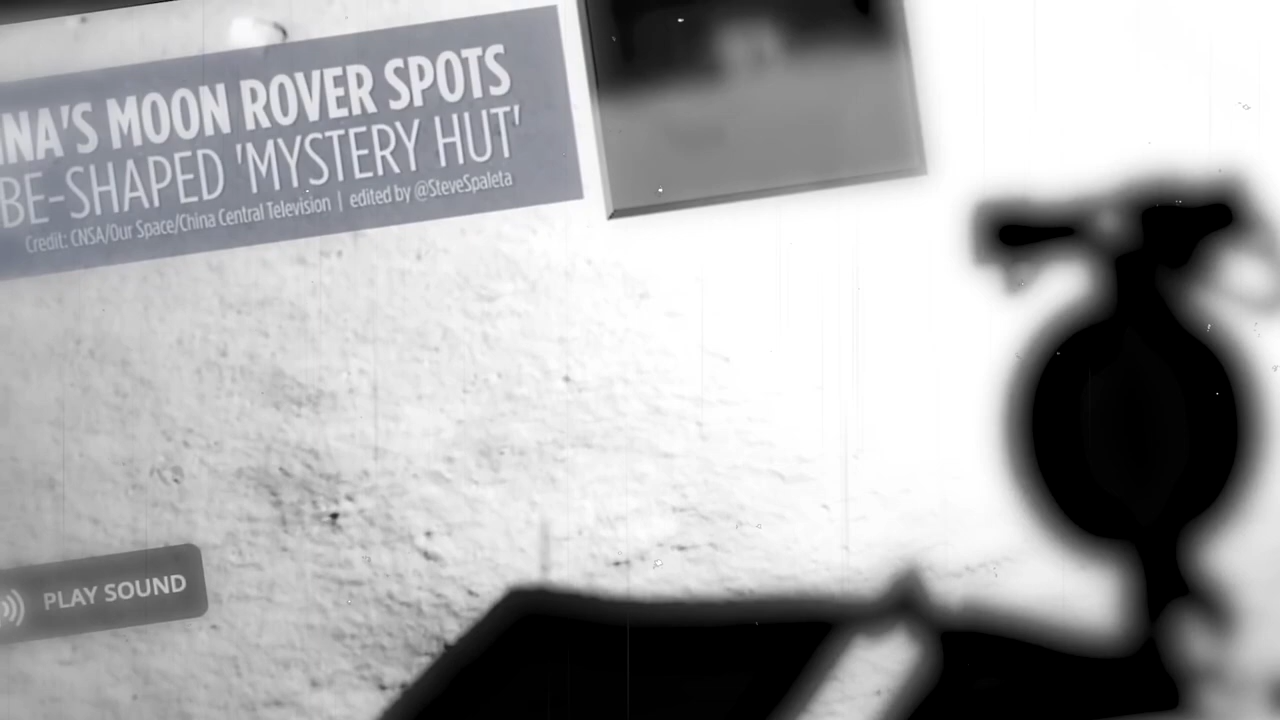 INA'S MOON ROVER SPOTS
BE-SHAPED 'MYSTERY HUT'
Credit: CNSA/Our Space/China Central Television | edited by @SteveSpaleta
PLAY SOUND